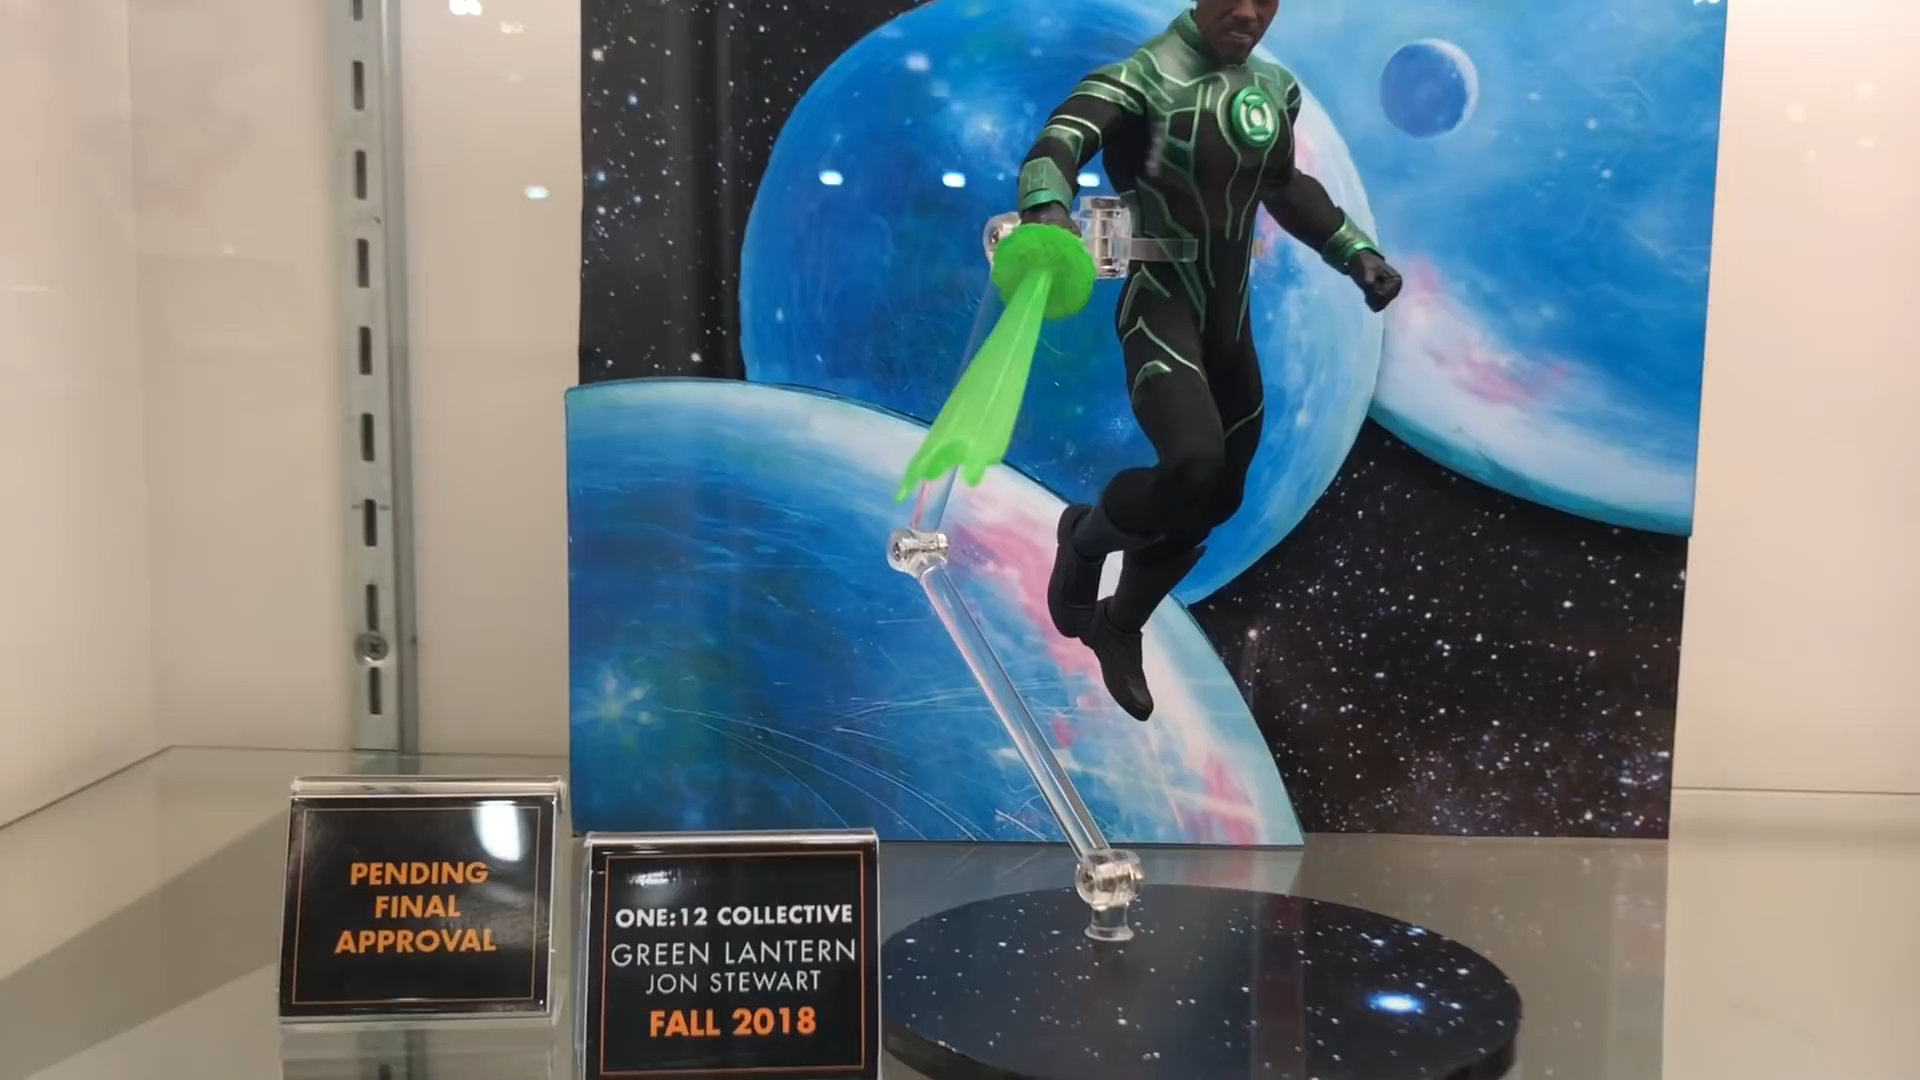 PENDING
FINAL
APPROVAL
ONE:12 COLLECTIVE
GREEN LANTERN
JON STEWART
FALL 2018